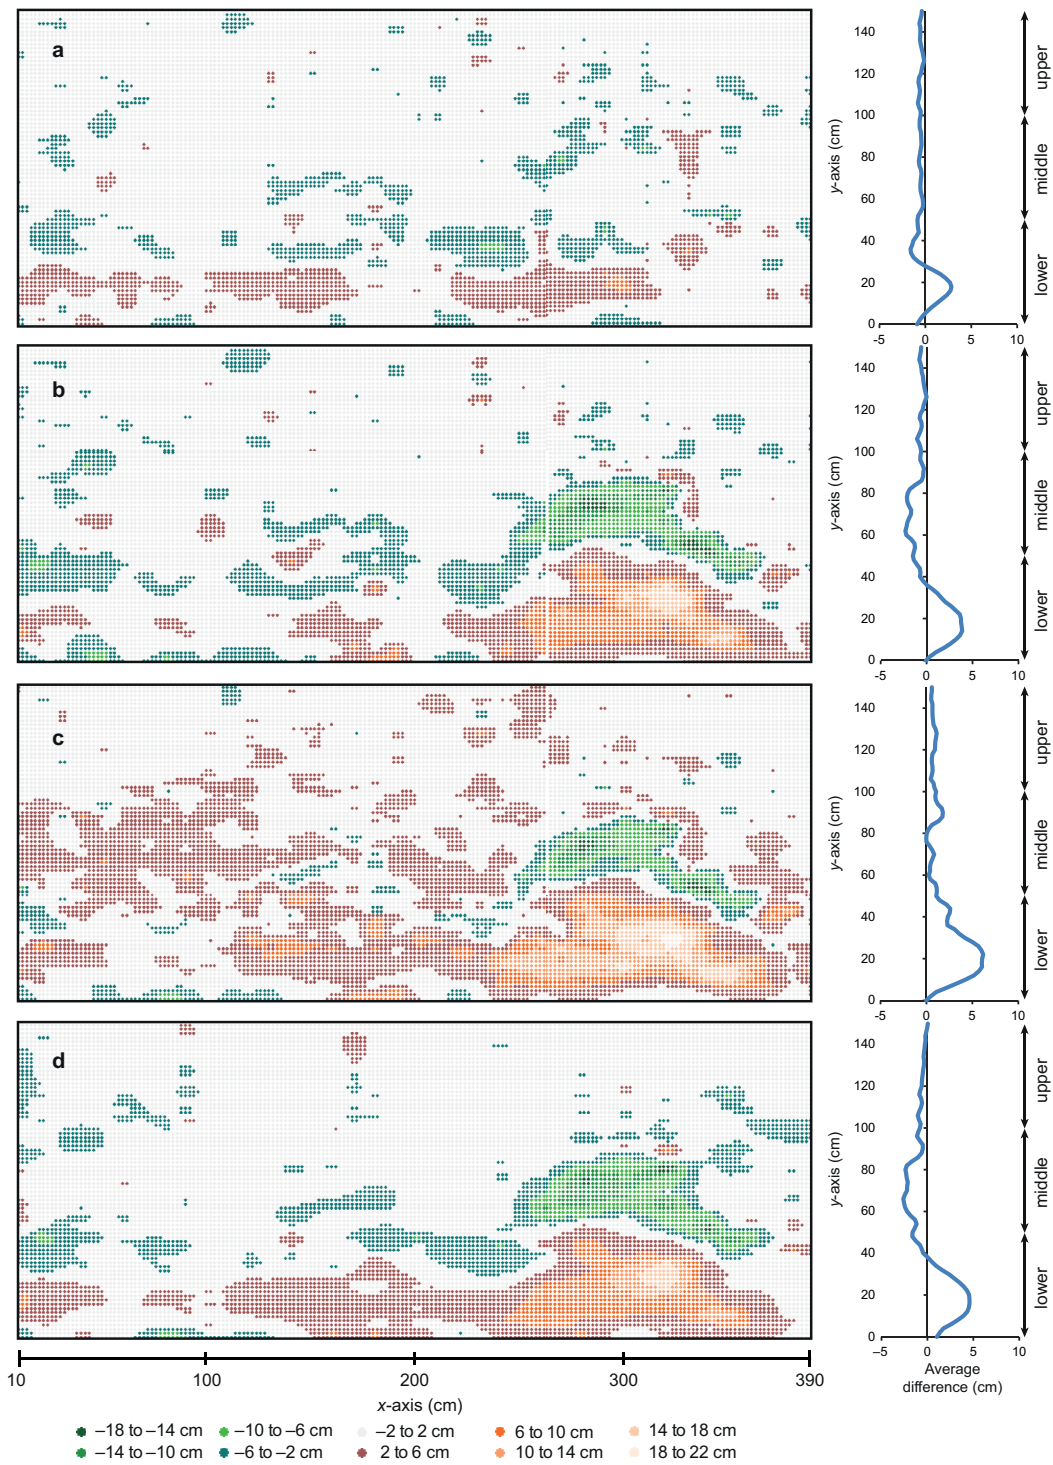 a
140
120
100
80
60
40
20
0
y-axis (cm)
–5
0
5
10
upper
middle
lower
b
140
120
100
80
60
40
20
0
y-axis (cm)
–5
0
5
10
upper
middle
lower
c
140
120
100
80
60
40
20
0
y-axis (cm)
–5
0
5
10
upper
middle
lower
d
140
120
100
80
60
40
20
0
y-axis (cm)
–5
0
5
10
Average
difference (cm)
upper
middle
lower
10
100
200
300
390
x-axis (cm)
–18 to –14 cm
–10 to –6 cm
–2 to 2 cm
6 to 10 cm
14 to 18 cm
–14 to –10 cm
–6 to –2 cm
2 to 6 cm
10 to 14 cm
18 to 22 cm